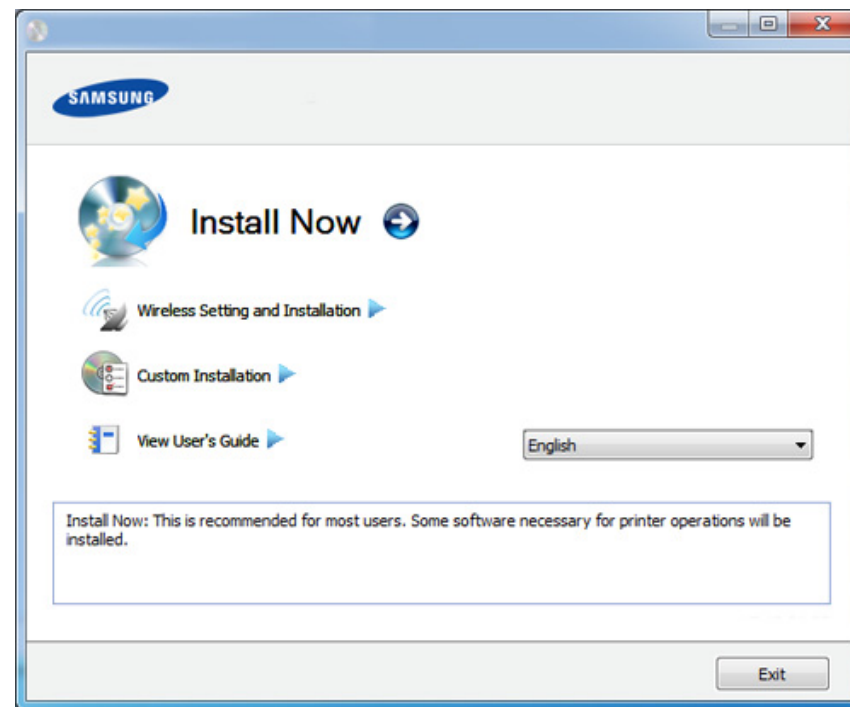 SAMSUNG
Install Now
Wireless Setting and Installation
Custom Installation
View User's Guide
English
Install Now: This is recommended for most users. Some software necessary for printer operations will be
installed.
Exit